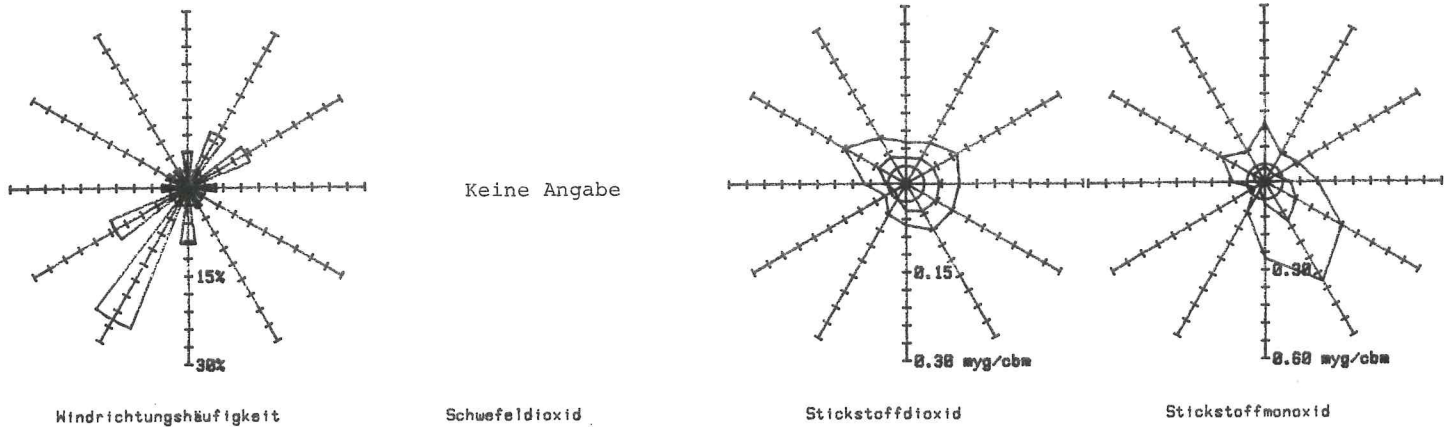 15%
30%
Windrichtungshäufigkeit
Keine Angabe
Schwefeldioxid
0.15
0.30 myg/cbm
Stickstoffdioxid
0.30
0.60 myg/cbm
Stickstoffmonoxid